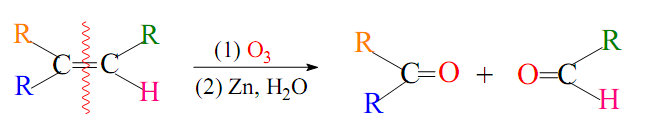 R R (1) O₃ R R
C=C C=O + O=C
R H (2) Zn, H₂O R H